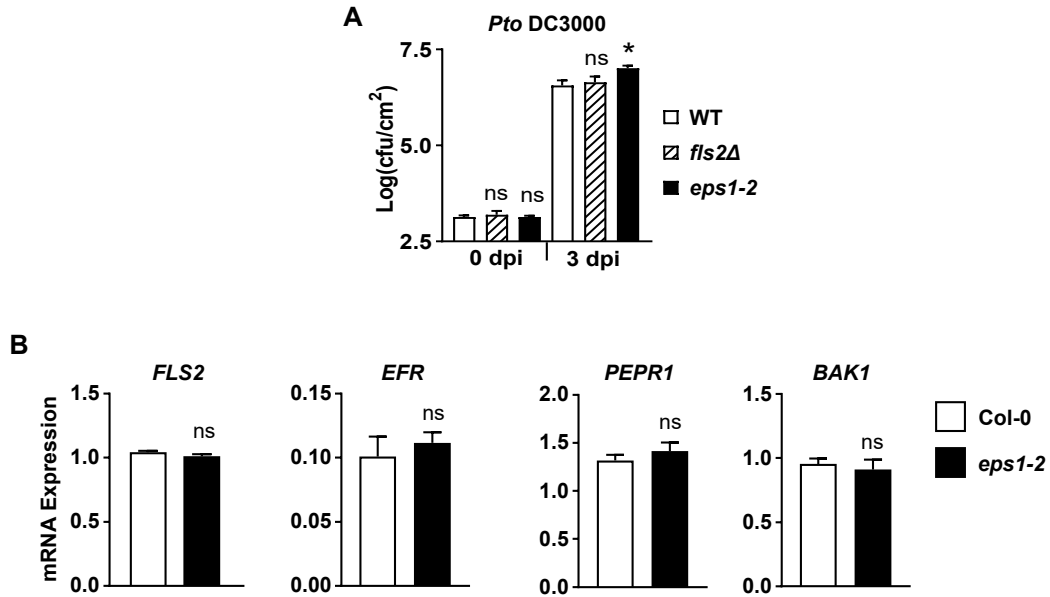 A
Pto DC3000
Log(cfu/cm²)
7.5
5.0
2.5
ns
ns
ns
*
0 dpi
3 dpi
WT
fls2Δ
eps1-2
B
mRNA Expression
FLS2
1.5
1.0
0.5
0.0
ns
EFR
0.15
0.10
0.05
0.00
ns
PEPR1
2.0
1.5
1.0
0.5
0.0
ns
BAK1
1.5
1.0
0.5
0.0
ns
Col-0
eps1-2